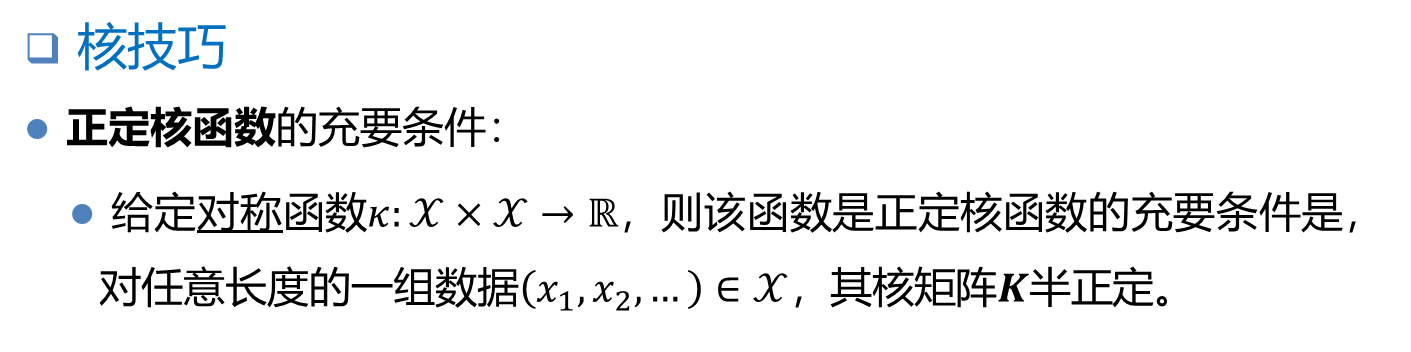 核技巧
正定核函数的充要条件：
给定对称函数κ: 𝒳 × 𝒳 → ℝ，则该函数是正定核函数的充要条件是，
对任意长度的一组数据(x₁, x₂, … ) ∈ 𝒳，其核矩阵K半正定。